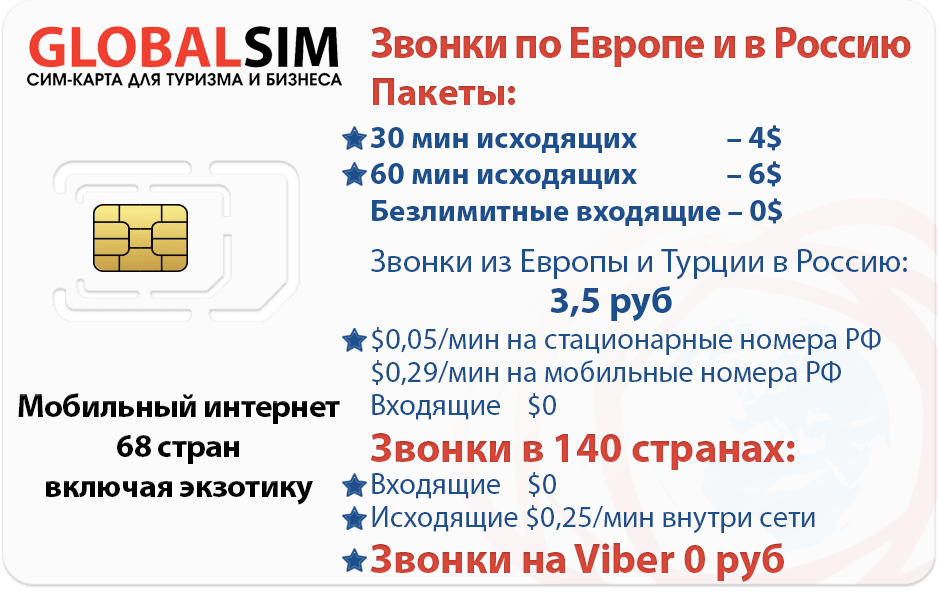 GLOBALSIM
СИМ-КАРТА ДЛЯ ТУРИЗМА И БИЗНЕСА
Мобильный интернет
68 стран
включая экзотику
Звонки по Европе и в Россию
Пакеты:
30 мин исходящих – 4$
60 мин исходящих – 6$
Безлимитные входящие – 0$
Звонки из Европы и Турции в Россию:
3,5 руб
$0,05/мин на стационарные номера РФ
$0,29/мин на мобильные номера РФ
Входящие $0
Звонки в 140 странах:
Входящие $0
Исходящие $0,25/мин внутри сети
Звонки на Viber 0 руб